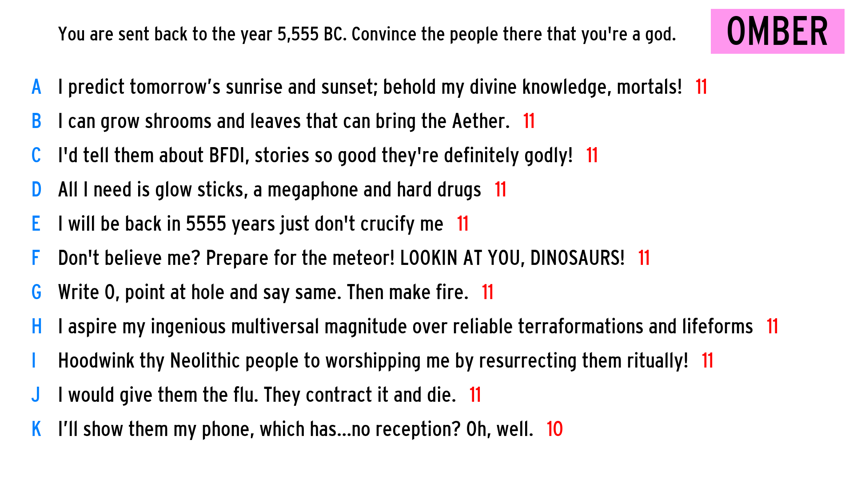 You are sent back to the year 5,555 BC. Convince the people there that you're a god.
OMBER
A I predict tomorrow’s sunrise and sunset; behold my divine knowledge, mortals! 11
B I can grow shrooms and leaves that can bring the Aether. 11
C I'd tell them about BFDI, stories so good they're definitely godly! 11
D All I need is glow sticks, a megaphone and hard drugs 11
E I will be back in 5555 years just don't crucify me 11
F Don't believe me? Prepare for the meteor! LOOKIN AT YOU, DINOSAURS! 11
G Write O, point at hole and say same. Then make fire. 11
H I aspire my ingenious multiversal magnitude over reliable terraformations and lifeforms 11
I Hoodwink thy Neolithic people to worshipping me by resurrecting them ritually! 11
J I would give them the flu. They contract it and die. 11
K I’ll show them my phone, which has...no reception? Oh, well. 10